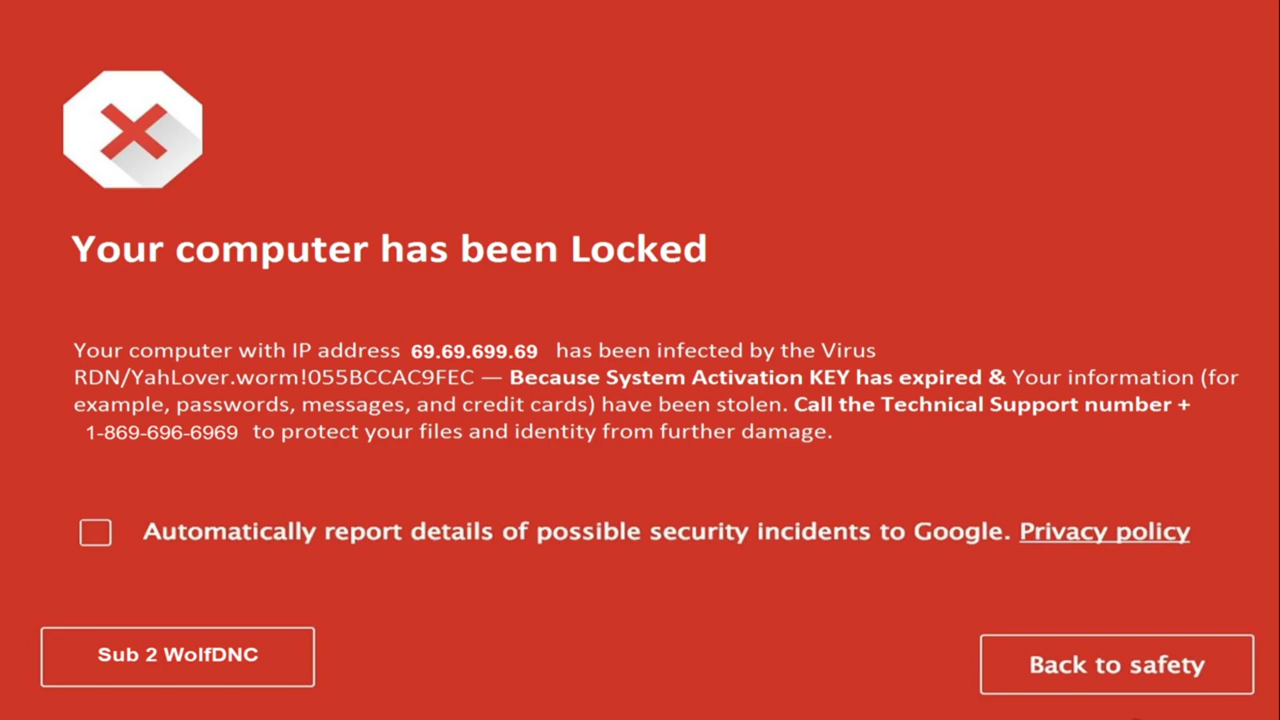 Your computer has been Locked
Your computer with IP address 69.69.699.69 has been infected by the Virus
RDN/YahLover.worm!055BCCAC9FEC — Because System Activation KEY has expired & Your information (for
example, passwords, messages, and credit cards) have been stolen. Call the Technical Support number +
1-869-696-6969 to protect your files and identity from further damage.
Automatically report details of possible security incidents to Google. Privacy policy
Sub 2 WolfDNC
Back to safety